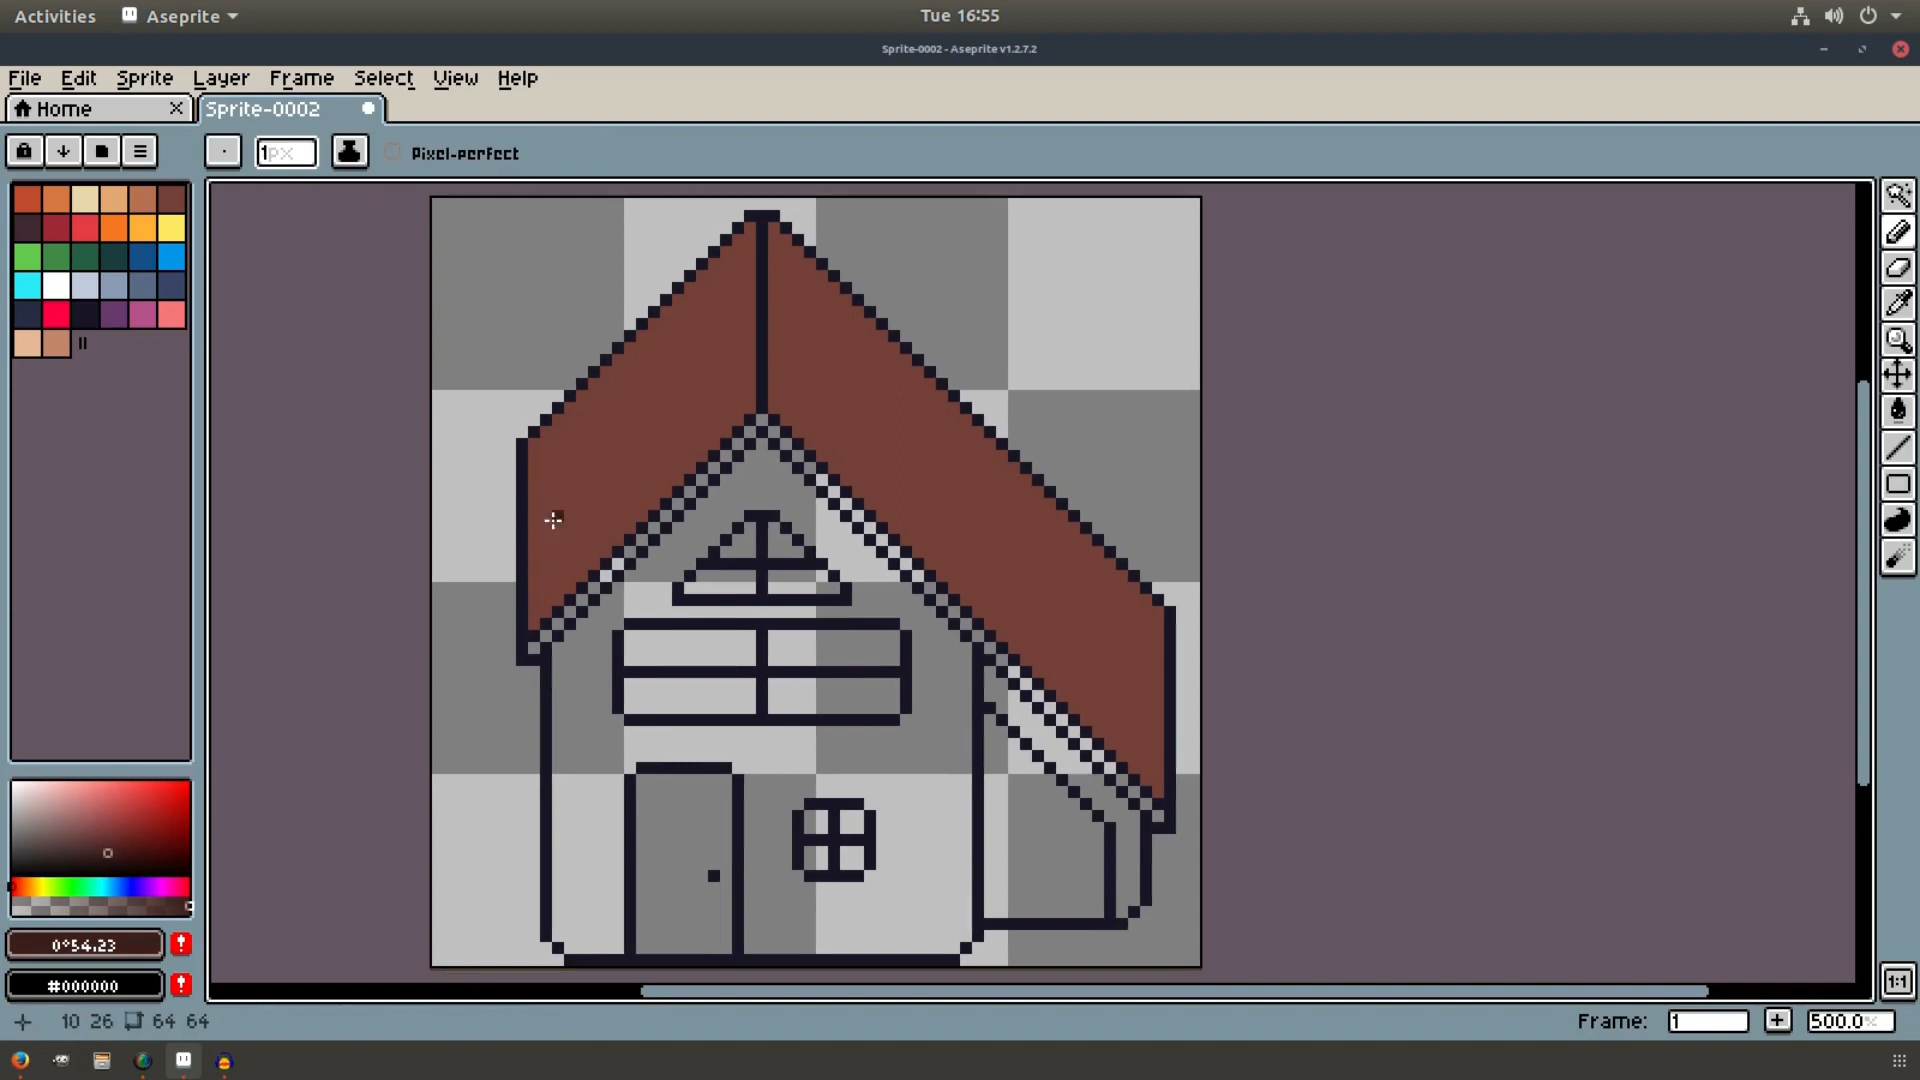 Activities Aseprite Tue 16:55
Sprite-0002 - Aseprite v1.2.7.2
File Edit Sprite Layer Frame Select View Help
Home Sprite-0002
1px Pixel-perfect
0°54.23
#000000
1:1
10 26 64 64 Frame: 1 500.0%